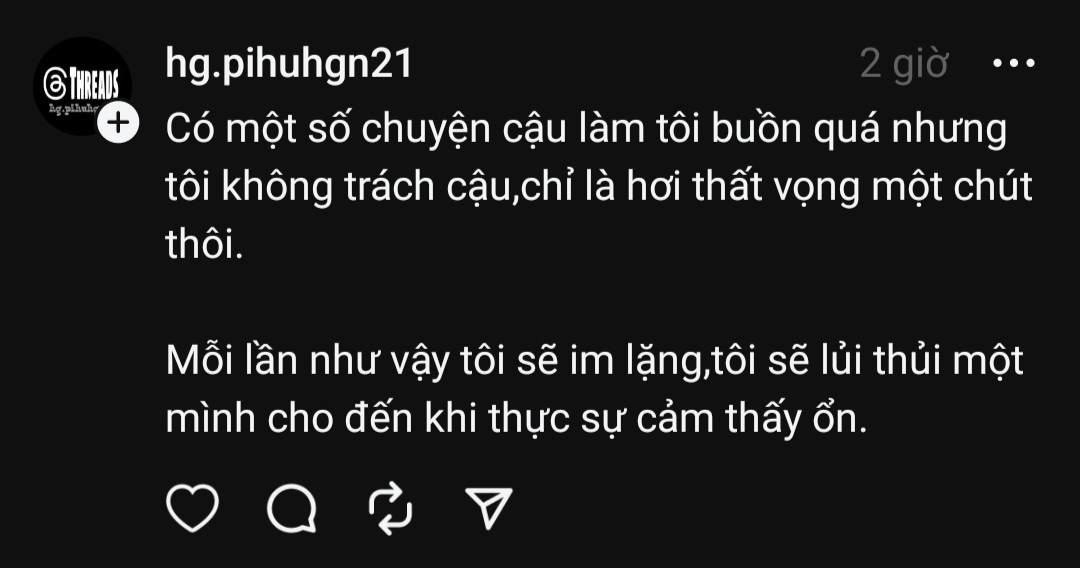 hg.pihuhgn21
2 giờ
THREADS
Có một số chuyện cậu làm tôi buồn quá nhưng
tôi không trách cậu,chỉ là hơi thất vọng một chút
thôi.
Mỗi lần như vậy tôi sẽ im lặng,tôi sẽ lủi thủi một
mình cho đến khi thực sự cảm thấy ổn.